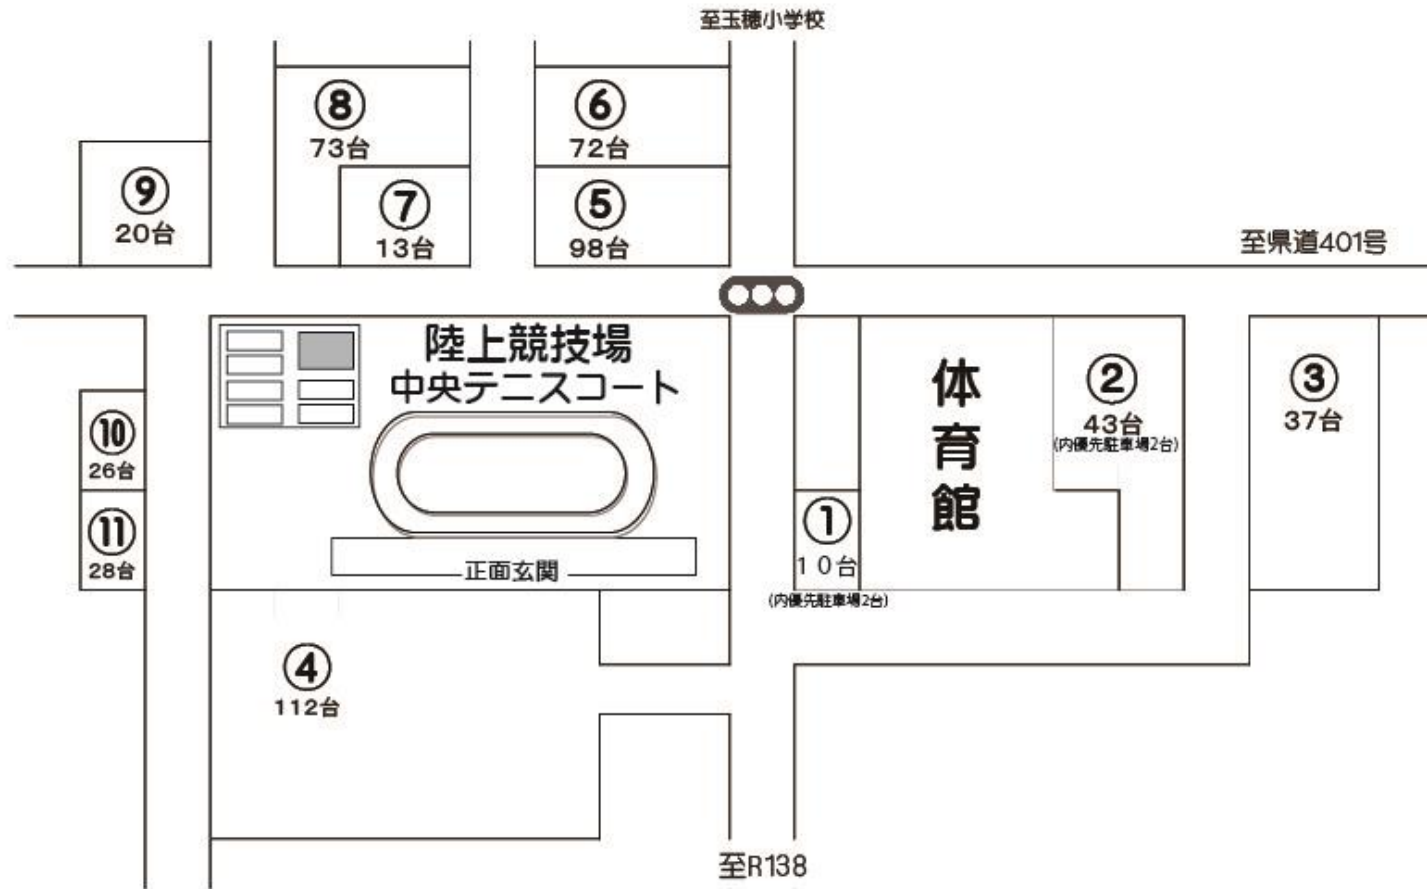 至玉穂小学校
⑧
73台
⑥
72台
⑨
20台
⑦
13台
⑤
98台
至県道401号
陸上競技場
中央テニスコート
体育館
②
43台
(内優先駐車場2台)
③
37台
⑩
26台
⑪
28台
①
10台
(内優先駐車場2台)
正面玄関
④
112台
至R138